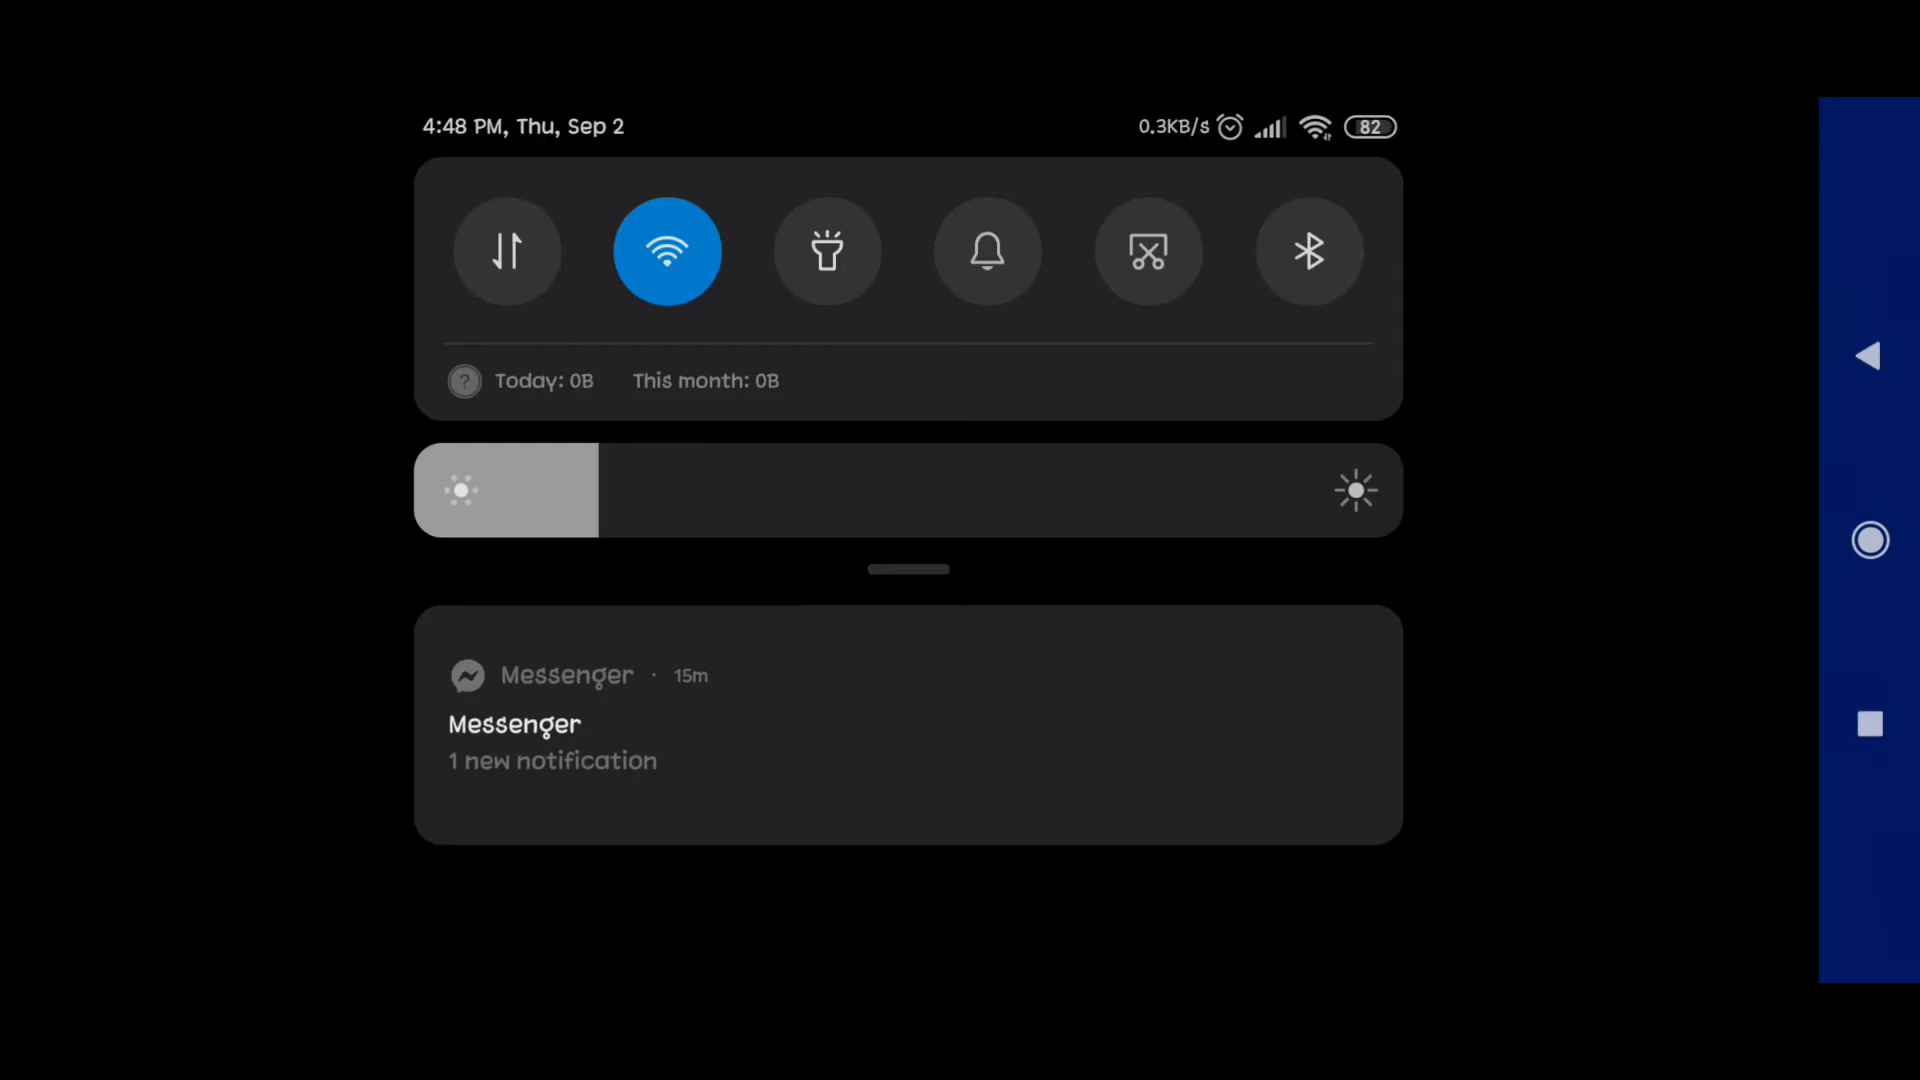 4:48 PM, Thu, Sep 2
0.3KB/s 82
Today: 0B This month: 0B
Messenger · 15m
Messenger
1 new notification